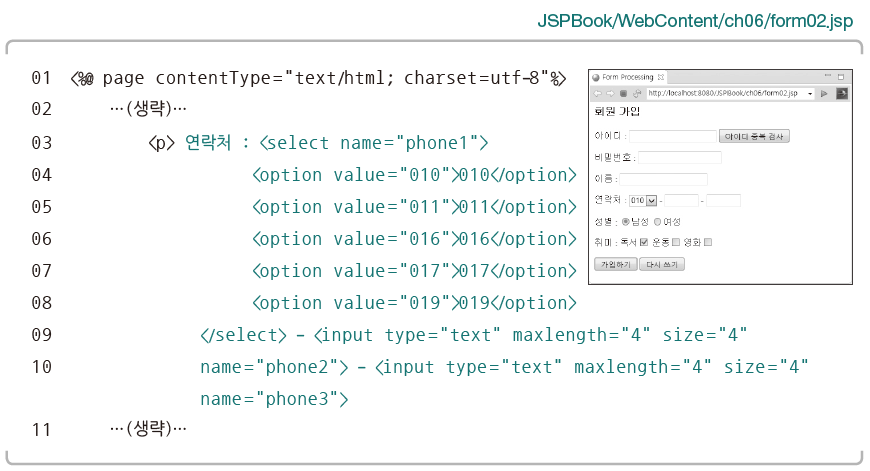 JSPBook/WebContent/ch06/form02.jsp
01 <%@ page contentType="text/html; charset=utf-8"%>
02 …(생략)…
03 <p> 연락처 : <select name="phone1">
04 <option value="010">010</option>
05 <option value="011">011</option>
06 <option value="016">016</option>
07 <option value="017">017</option>
08 <option value="019">019</option>
09 </select> - <input type="text" maxlength="4" size="4"
10 name="phone2"> - <input type="text" maxlength="4" size="4"
name="phone3">
11 …(생략)…
Form Processing
http://localhost:8080/JSPBook/ch06/form02.jsp
회원 가입
아이디 : 아이디 중복 검사
비밀번호 :
이름 :
연락처 : 010 - -
성별 : 남성 여성
취미 : 독서 운동 영화
가입하기 다시 쓰기